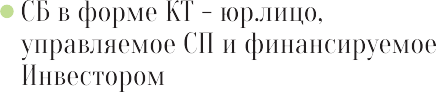 СБ в форме КТ - юр.лицо,
управляемое СП и финансируемое
Инвестором